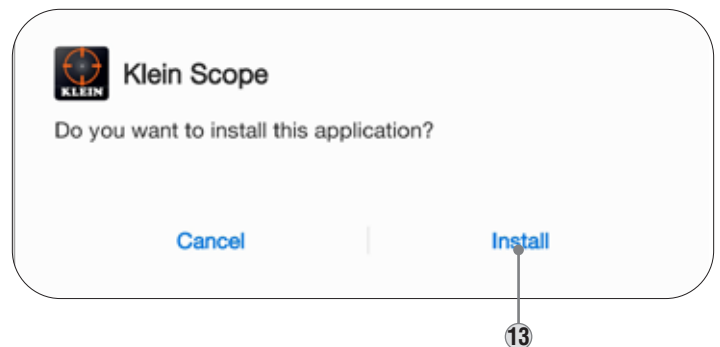 KLEIN
Klein Scope
Do you want to install this application?
Cancel
Install
13